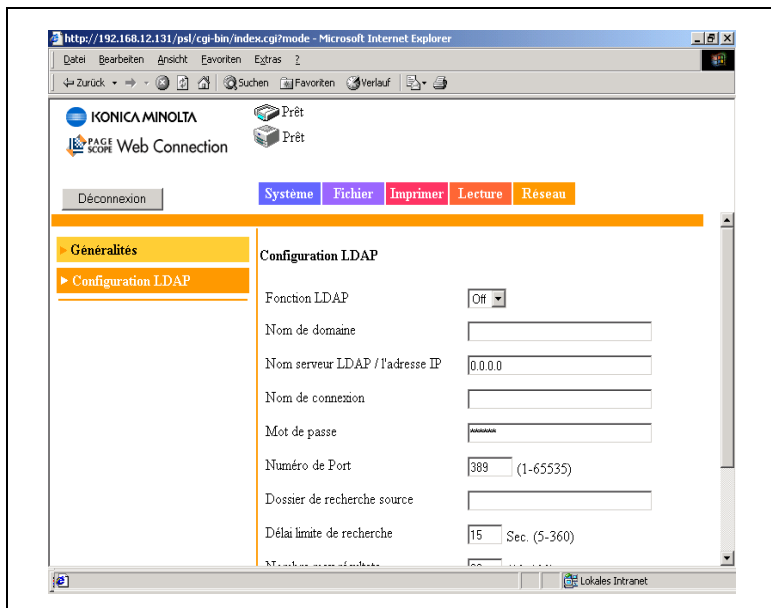 http://192.168.12.131/psl/cgi-bin/index.cgi?mode - Microsoft Internet Explorer
Datei Bearbeiten Ansicht Favoriten Extras ?
Zurück Suchen Favoriten Verlauf
KONICA MINOLTA
PAGE SCOPE Web Connection
Prêt
Prêt
Déconnexion
Système Fichier Imprimer Lecture Réseau
Généralités
Configuration LDAP
Configuration LDAP
Fonction LDAP Off
Nom de domaine
Nom serveur LDAP / l'adresse IP 0.0.0.0
Nom de connexion
Mot de passe ******
Numéro de Port 389 (1-65535)
Dossier de recherche source
Délai limite de recherche 15 Sec. (5-360)
Lokales Intranet